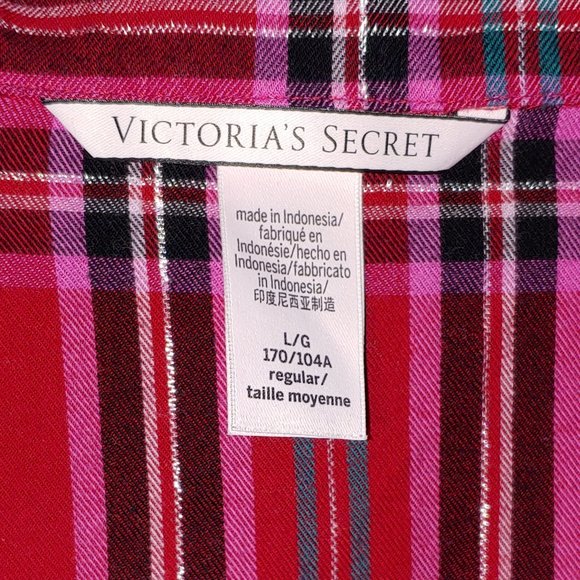 VICTORIA'S SECRET
made in Indonesia/
fabriqué en
Indonésie/hecho en
Indonesia/fabbricato
in Indonesia/
印度尼西亚制造
L/G
170/104A
regular/
taille moyenne